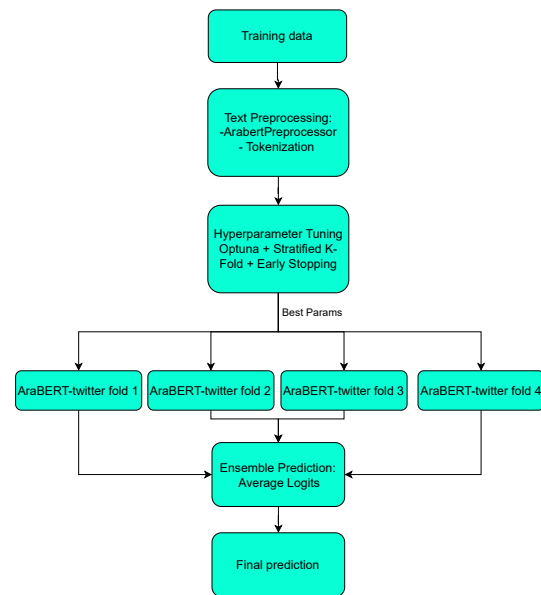 Training data
Text Preprocessing:
-ArabertPreprocessor
- Tokenization
Hyperparameter Tuning
Optuna + Stratified K-
Fold + Early Stopping
Best Params
AraBERT-twitter fold 1
AraBERT-twitter fold 2
AraBERT-twitter fold 3
AraBERT-twitter fold 4
Ensemble Prediction:
Average Logits
Final prediction